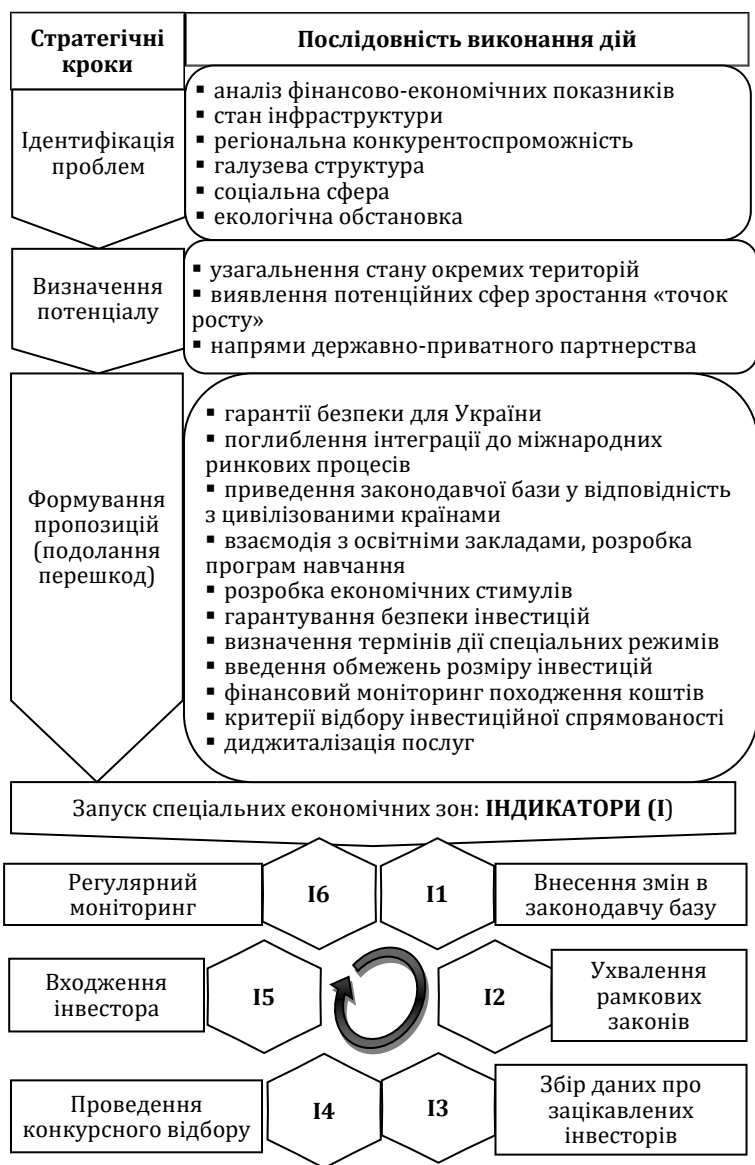 Стратегічні
кроки
Послідовність виконання дій
Ідентифікація
проблем
▪ аналіз фінансово-економічних показників
▪ стан інфраструктури
▪ регіональна конкурентоспроможність
▪ галузева структура
▪ соціальна сфера
▪ екологічна обстановка
Визначення
потенціалу
▪ узагальнення стану окремих територій
▪ виявлення потенційних сфер зростання «точок
росту»
▪ напрями державно-приватного партнерства
Формування
пропозицій
(подолання
перешкод)
▪ гарантії безпеки для України
▪ поглиблення інтеграції до міжнародних
ринкових процесів
▪ приведення законодавчої бази у відповідність
з цивілізованими країнами
▪ взаємодія з освітніми закладами, розробка
програм навчання
▪ розробка економічних стимулів
▪ гарантування безпеки інвестицій
▪ визначення термінів дії спеціальних режимів
▪ введення обмежень розміру інвестицій
▪ фінансовий моніторинг походження коштів
▪ критерії відбору інвестиційної спрямованості
▪ диджиталізація послуг
Запуск спеціальних економічних зон: ІНДИКАТОРИ (І)
Регулярний
моніторинг
І6
І1
Внесення змін в
законодавчу базу
Входження
інвестора
І5
І2
Ухвалення
рамкових
законів
Проведення
конкурсного відбору
І4
І3
Збір даних про
зацікавлених
інвесторів